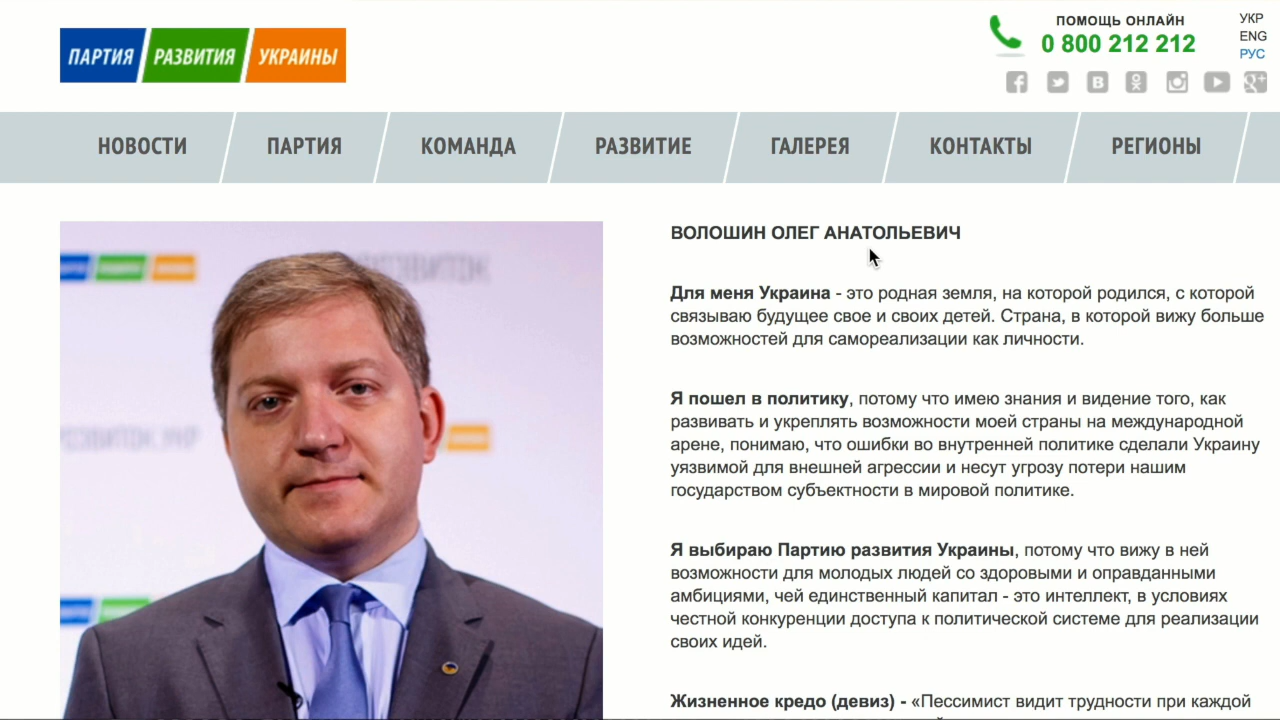 ПАРТИЯ РАЗВИТИЯ УКРАИНЫ
ПОМОЩЬ ОНЛАЙН
0 800 212 212
УКР
ENG
РУС
НОВОСТИ ПАРТИЯ КОМАНДА РАЗВИТИЕ ГАЛЕРЕЯ КОНТАКТЫ РЕГИОНЫ
ВОЛОШИН ОЛЕГ АНАТОЛЬЕВИЧ
Для меня Украина - это родная земля, на которой родился, с которой
связываю будущее свое и своих детей. Страна, в которой вижу больше
возможностей для самореализации как личности.
Я пошел в политику, потому что имею знания и видение того, как
развивать и укреплять возможности моей страны на международной
арене, понимаю, что ошибки во внутренней политике сделали Украину
уязвимой для внешней агрессии и несут угрозу потери нашим
государством субъектности в мировой политике.
Я выбираю Партию развития Украины, потому что вижу в ней
возможности для молодых людей со здоровыми и оправданными
амбициями, чей единственный капитал - это интеллект, в условиях
честной конкуренции доступа к политической системе для реализации
своих идей.
Жизненное кредо (девиз) - «Пессимист видит трудности при каждой